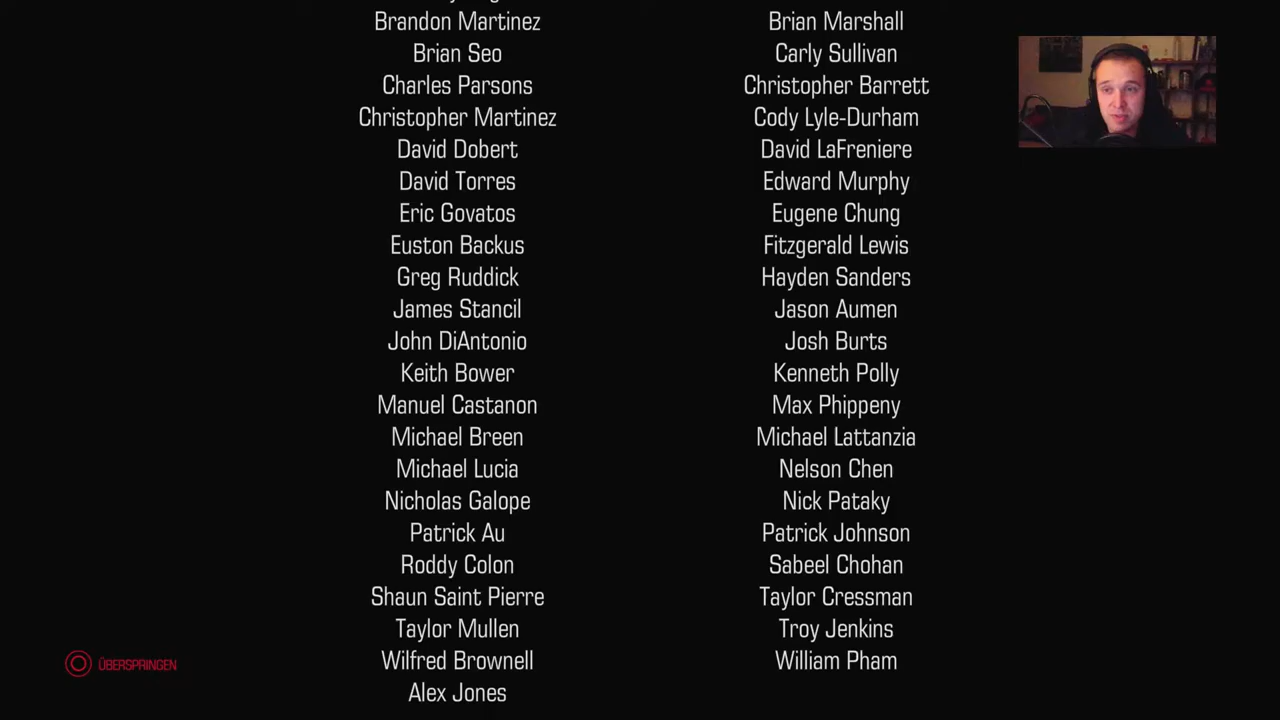 Brandon Martinez
Brian Seo
Charles Parsons
Christopher Martinez
David Dobert
David Torres
Eric Govatos
Euston Backus
Greg Ruddick
James Stancil
John DiAntonio
Keith Bower
Manuel Castanon
Michael Breen
Michael Lucia
Nicholas Galope
Patrick Au
Roddy Colon
Shaun Saint Pierre
Taylor Mullen
Wilfred Brownell
Alex Jones
Brian Marshall
Carly Sullivan
Christopher Barrett
Cody Lyle-Durham
David LaFreniere
Edward Murphy
Eugene Chung
Fitzgerald Lewis
Hayden Sanders
Jason Aumen
Josh Burts
Kenneth Polly
Max Phippeny
Michael Lattanzia
Nelson Chen
Nick Pataky
Patrick Johnson
Sabeel Chohan
Taylor Cressman
Troy Jenkins
William Pham
ÜBERSPRINGEN